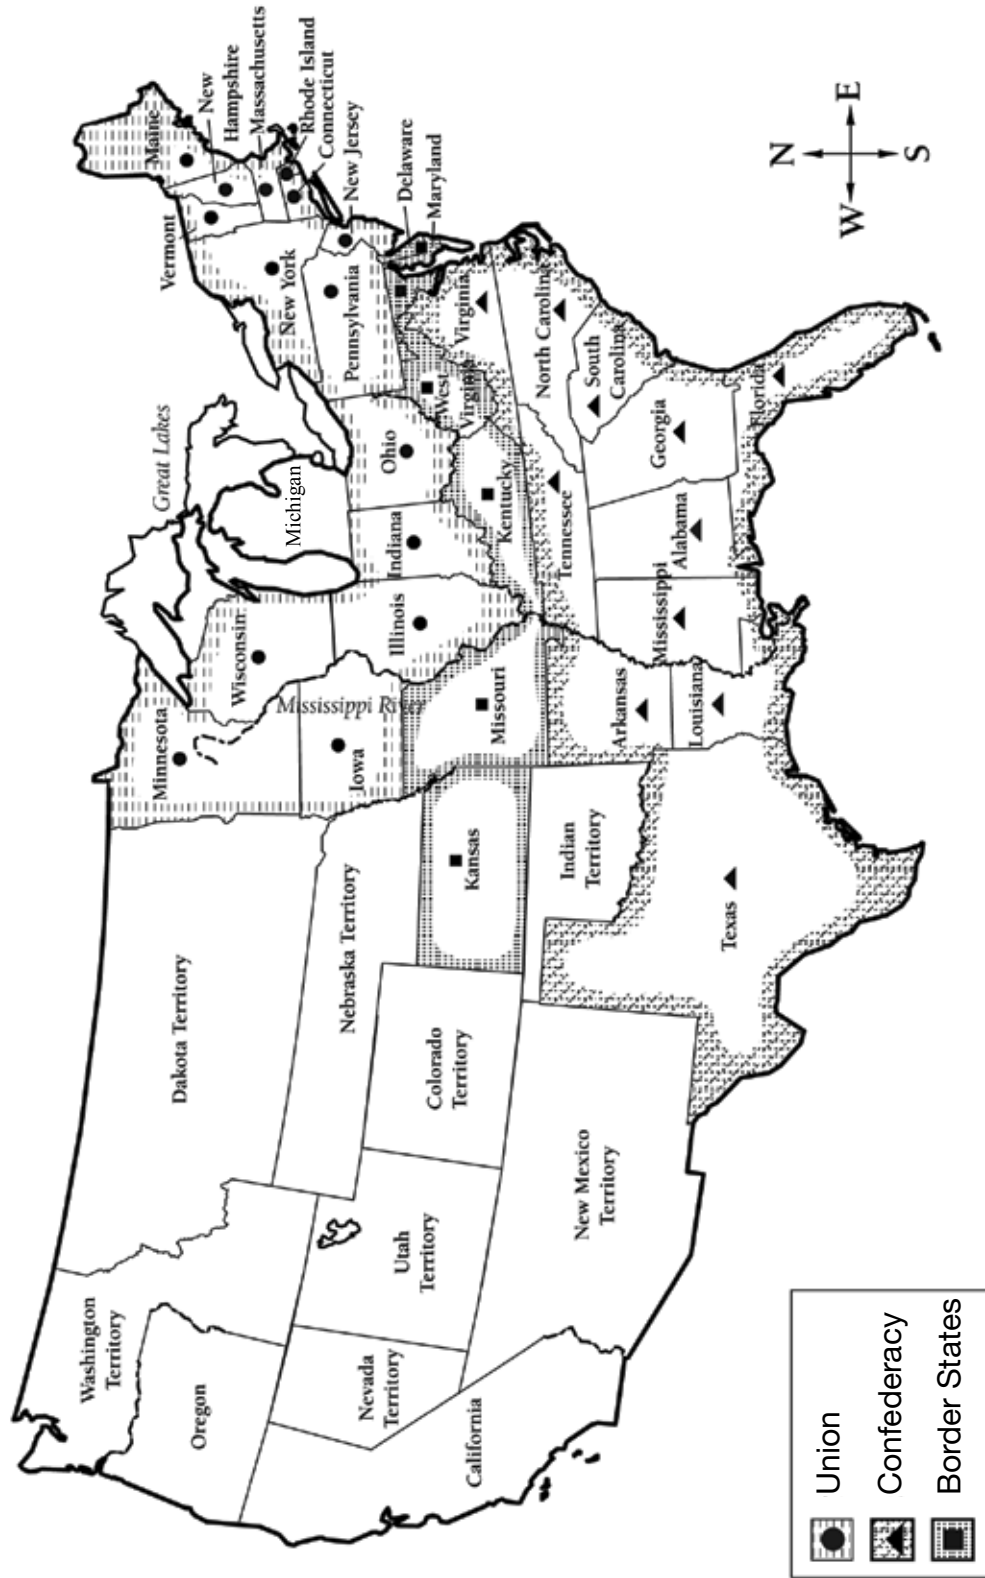 Washington
Territory
Oregon
California
Nevada
Territory
Utah
Territory
Dakota Territory
Nebraska Territory
Colorado
Territory
New Mexico
Territory
Kansas
Indian
Territory
Texas
Minnesota
Iowa
Missouri
Arkansas
Louisiana
Mississippi River
Wisconsin
Illinois
Great Lakes
Michigan
Indiana
Ohio
Kentucky
Tennessee
Mississippi
Alabama
Georgia
Florida
South
Carolina
North Carolina
Virginia
West
Virginia
Pennsylvania
New York
Vermont
Maine
New
Hampshire
Massachusetts
Rhode Island
Connecticut
New Jersey
Delaware
Maryland
N
W
E
S
Union
Confederacy
Border States